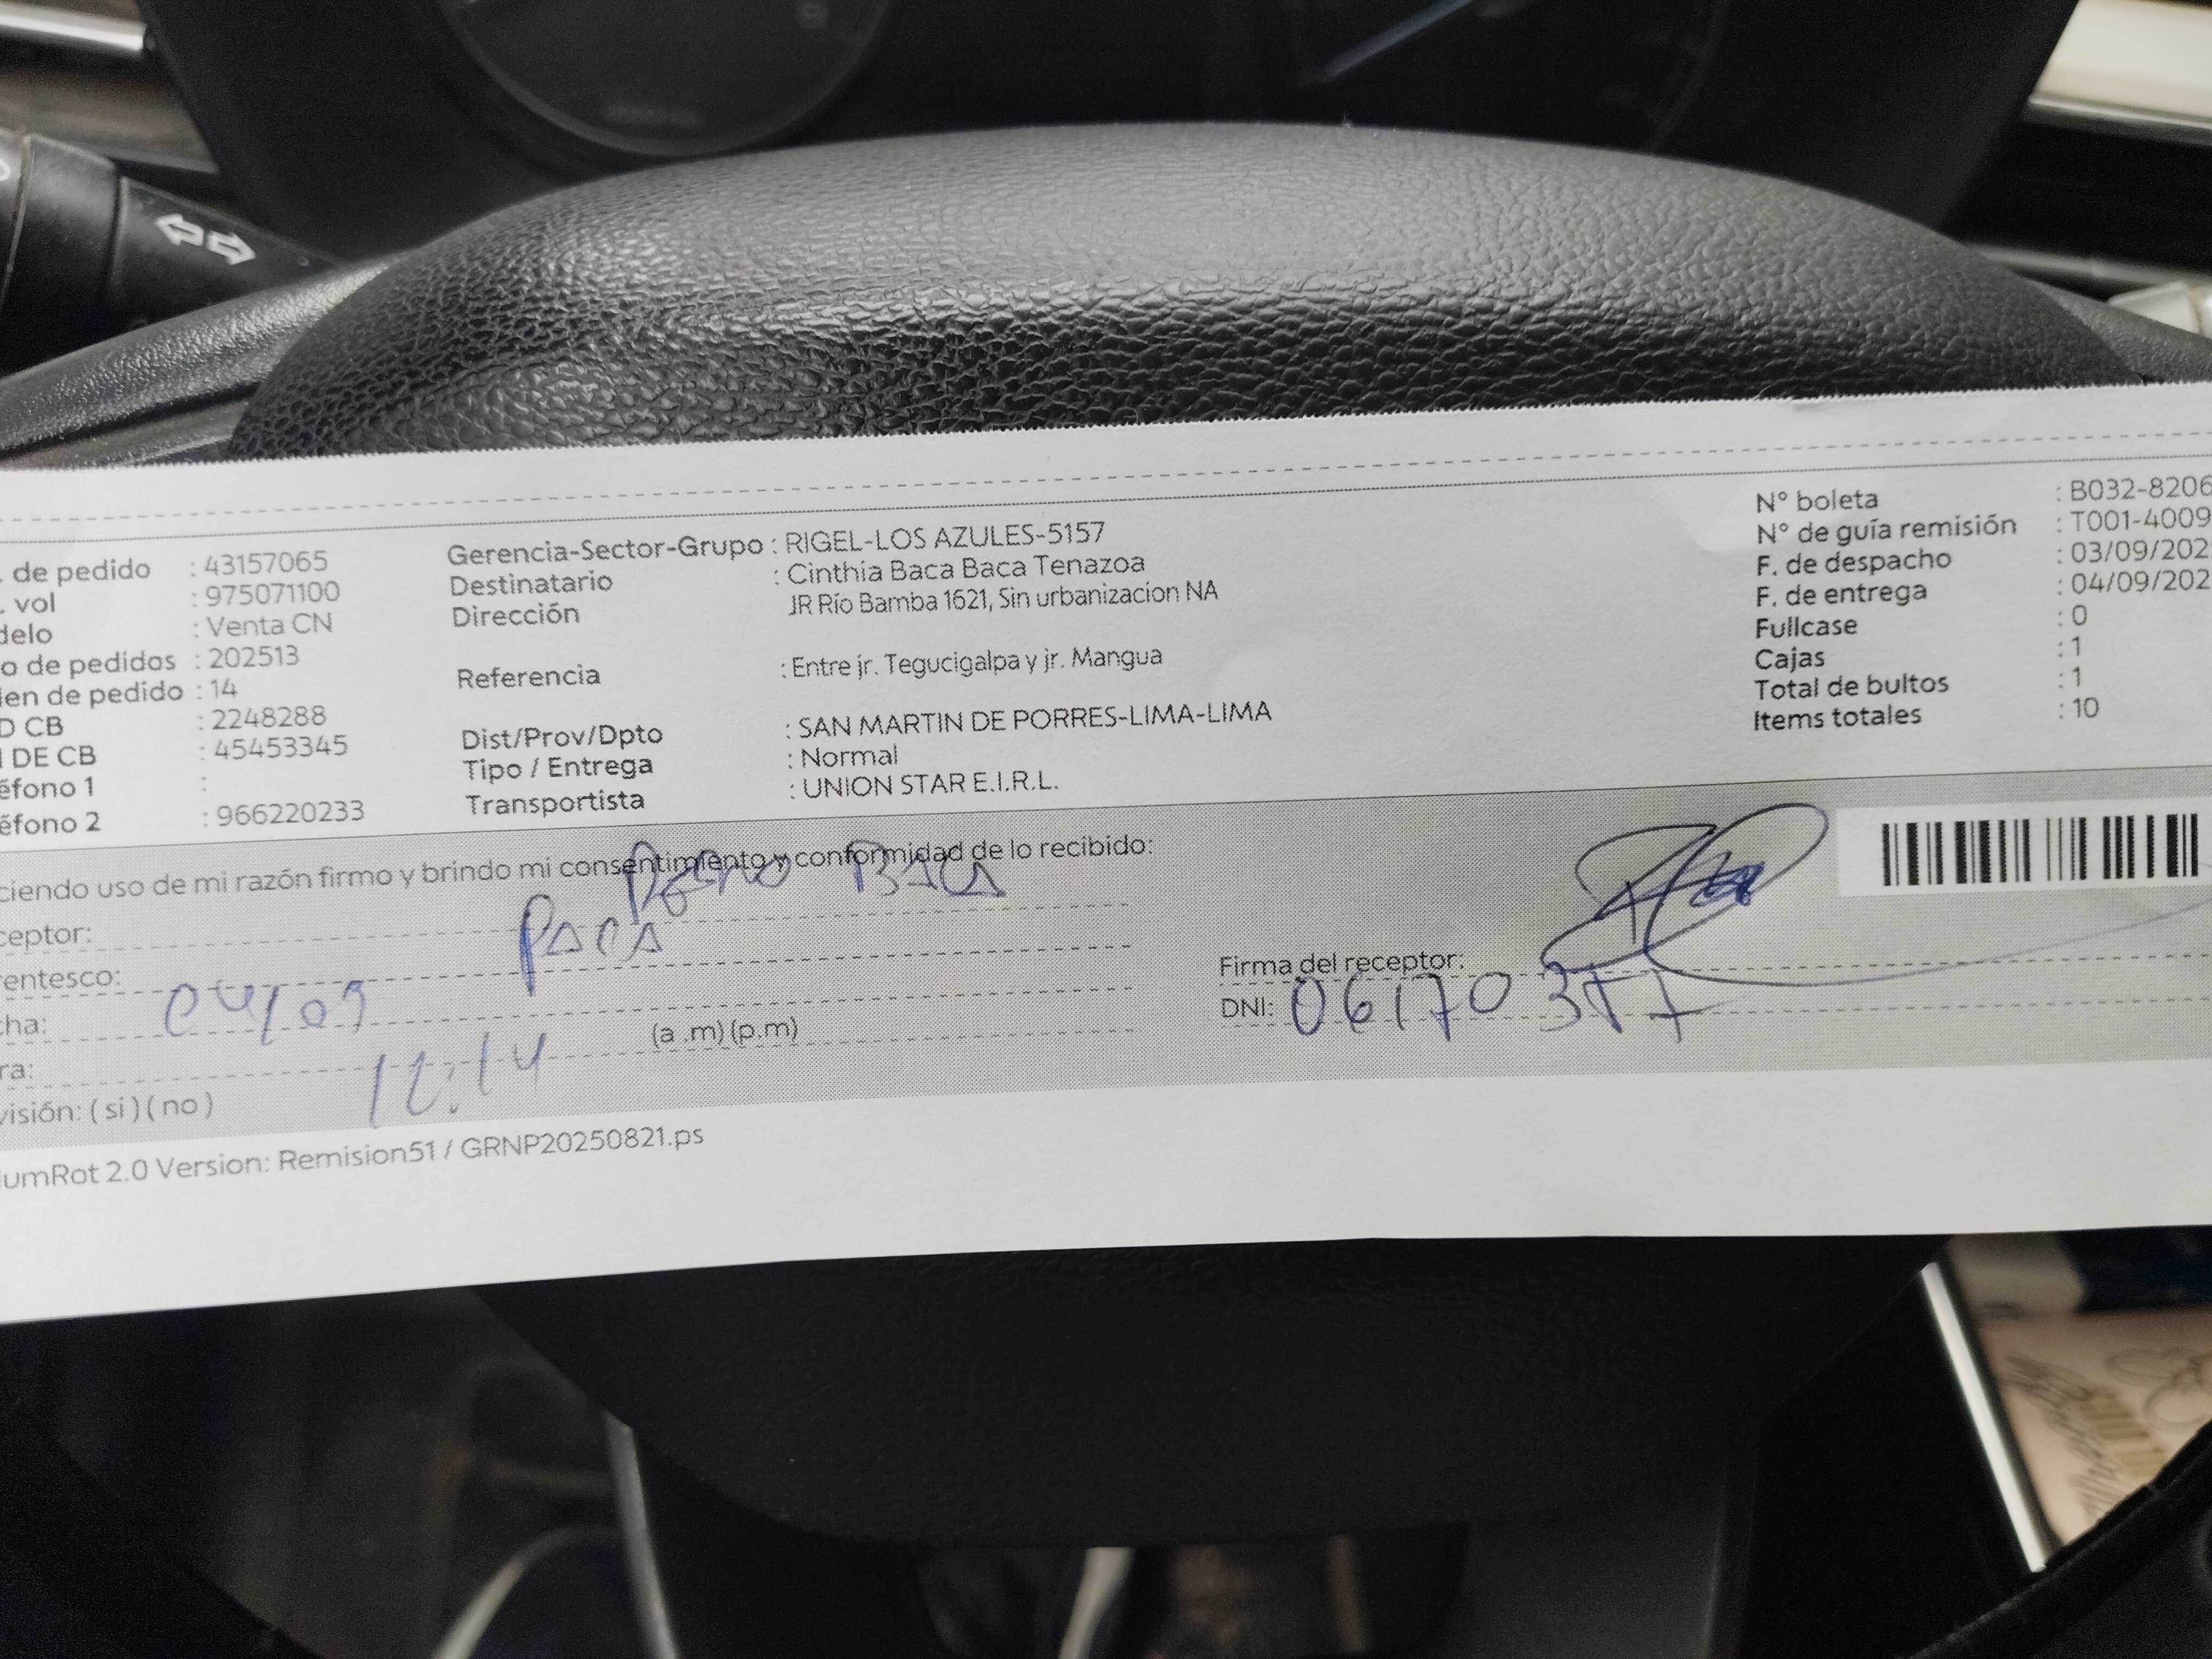 . de pedido : 43157065
. vol : 975071100
delo : Venta CN
o de pedidos : 202513
den de pedido : 14
D CB : 2248288
I DE CB : 45453345
éfono 1 :
éfono 2 : 966220233
Gerencia-Sector-Grupo : RIGEL-LOS AZULES-5157
Destinatario : Cinthia Baca Baca Tenazoa
Dirección JR Río Bamba 1621, Sin urbanizacion NA
Referencia : Entre jr. Tegucigalpa y jr. Mangua
Dist/Prov/Dpto : SAN MARTIN DE PORRES-LIMA-LIMA
Tipo / Entrega : Normal
Transportista : UNION STAR E.I.R.L.
N° boleta : B032-8206
N° de guía remisión : T001-4009
F. de despacho : 03/09/202
F. de entrega : 04/09/202
Fullcase : 0
Cajas : 1
Total de bultos : 1
Items totales : 10
ciendo uso de mi razón firmo y brindo mi consentimiento y conformidad de lo recibido:
ceptor: BACA
entesco:
cha: 04/09
ra: (a .m) (p.m)
visión: ( si ) ( no )
Firma del receptor:
DNI: 06170
lumRot 2.0 Version: Remision51 / GRNP20250821.ps